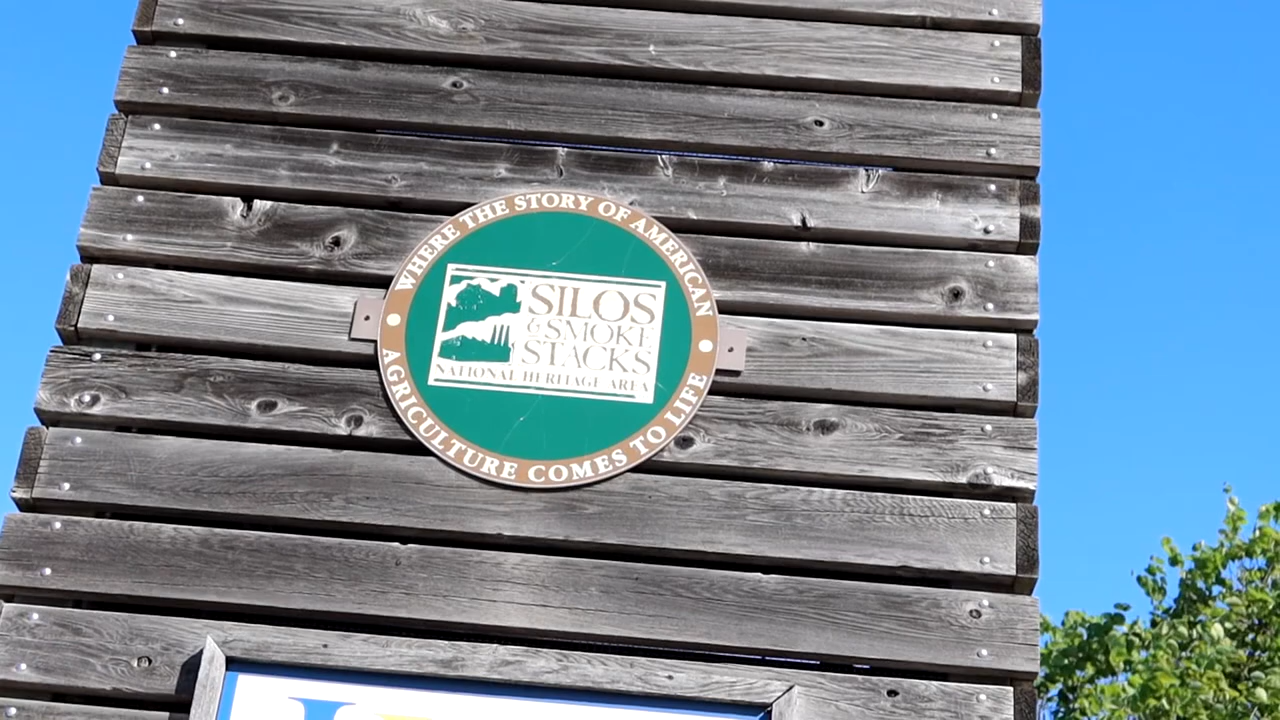 WHERE THE STORY OF AMERICAN
SILOS
& SMOKE
STACKS
NATIONAL HERITAGE AREA
AGRICULTURE COMES TO LIFE